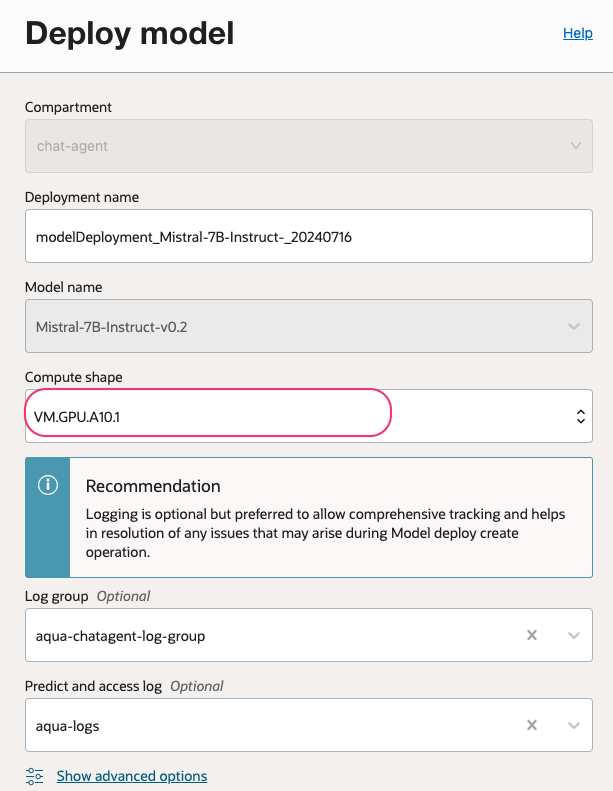 Deploy model
Help
Compartment
chat-agent
Deployment name
modelDeployment_Mistral-7B-Instruct-_20240716
Model name
Mistral-7B-Instruct-v0.2
Compute shape
VM.GPU.A10.1
Recommendation
Logging is optional but preferred to allow comprehensive tracking and helps
in resolution of any issues that may arise during Model deploy create
operation.
Log group Optional
aqua-chatagent-log-group
Predict and access log Optional
aqua-logs
Show advanced options